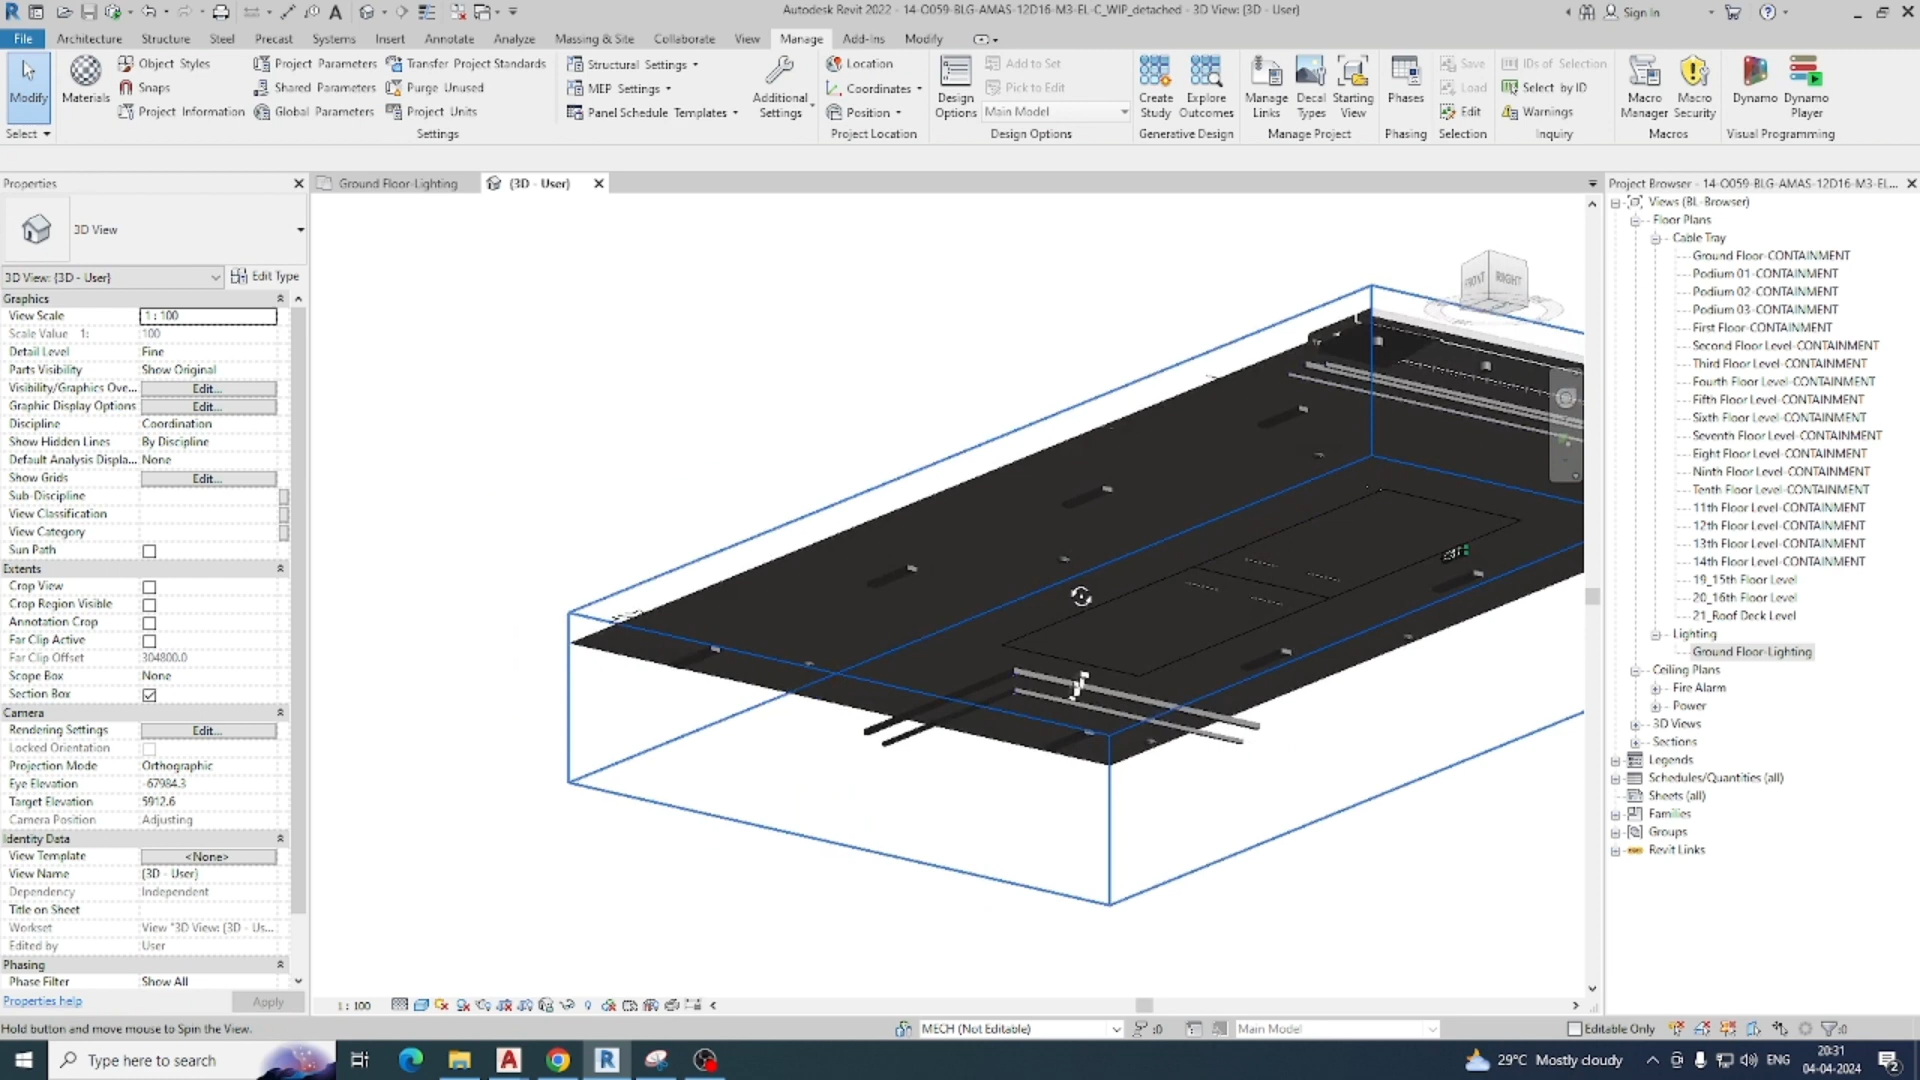 Autodesk Revit 2022 - 14-O059-BLG-AMAS-12D16-M3-EL-C_WIP_detached - 3D View: {3D - User}
Sign In
File Architecture Structure Steel Precast Systems Insert Annotate Analyze Massing & Site Collaborate View Manage Add-Ins Modify
Modify
Select
Materials
Object Styles
Snaps
Project Information
Project Parameters
Shared Parameters
Global Parameters
Transfer Project Standards
Purge Unused
Project Units
Settings
Structural Settings
MEP Settings
Panel Schedule Templates
Additional Settings
Location
Coordinates
Position
Project Location
Design Options
Add to Set
Pick to Edit
Main Model
Design Options
Create Study
Explore Outcomes
Generative Design
Manage Links
Decal Types
Starting View
Manage Project
Phases
Phasing
Save
Load
Edit
Selection
IDs of Selection
Select by ID
Warnings
Inquiry
Macro Manager
Macro Security
Macros
Dynamo
Dynamo Player
Visual Programming
Properties
3D View
3D View: {3D - User}
Edit Type
Graphics
View Scale 1 : 100
Scale Value 1: 100
Detail Level Fine
Parts Visibility Show Original
Visibility/Graphics Ove... Edit...
Graphic Display Options Edit...
Discipline Coordination
Show Hidden Lines By Discipline
Default Analysis Displa... None
Show Grids Edit...
Sub-Discipline
View Classification
View Category
Sun Path
Extents
Crop View
Crop Region Visible
Annotation Crop
Far Clip Active
Far Clip Offset 304800.0
Scope Box None
Section Box
Camera
Rendering Settings Edit...
Locked Orientation
Projection Mode Orthographic
Eye Elevation -67984.3
Target Elevation 5912.6
Camera Position Adjusting
Identity Data
View Template <None>
View Name {3D - User}
Dependency Independent
Title on Sheet
Workset View "3D View: {3D - Us...
Edited by User
Phasing
Phase Filter Show All
Properties help
Apply
Ground Floor-Lighting
{3D - User}
FRONT RIGHT
1 : 100
Project Browser - 14-O059-BLG-AMAS-12D16-M3-EL...
Views (BL-Browser)
Floor Plans
Cable Tray
Ground Floor-CONTAINMENT
Podium 01-CONTAINMENT
Podium 02-CONTAINMENT
Podium 03-CONTAINMENT
First Floor-CONTAINMENT
Second Floor Level-CONTAINMENT
Third Floor Level-CONTAINMENT
Fourth Floor Level-CONTAINMENT
Fifth Floor Level-CONTAINMENT
Sixth Floor Level-CONTAINMENT
Seventh Floor Level-CONTAINMENT
Eight Floor Level-CONTAINMENT
Ninth Floor Level-CONTAINMENT
Tenth Floor Level-CONTAINMENT
11th Floor Level-CONTAINMENT
12th Floor Level-CONTAINMENT
13th Floor Level-CONTAINMENT
14th Floor Level-CONTAINMENT
19_15th Floor Level
20_16th Floor Level
21_Roof Deck Level
Lighting
Ground Floor-Lighting
Ceiling Plans
Fire Alarm
Power
3D Views
Sections
Legends
Schedules/Quantities (all)
Sheets (all)
Families
Groups
Revit Links
Hold button and move mouse to Spin the View.
MECH (Not Editable)
:0
Main Model
Editable Only
:0
Type here to search
29°C Mostly cloudy
ENG
20:31
04-04-2024
2